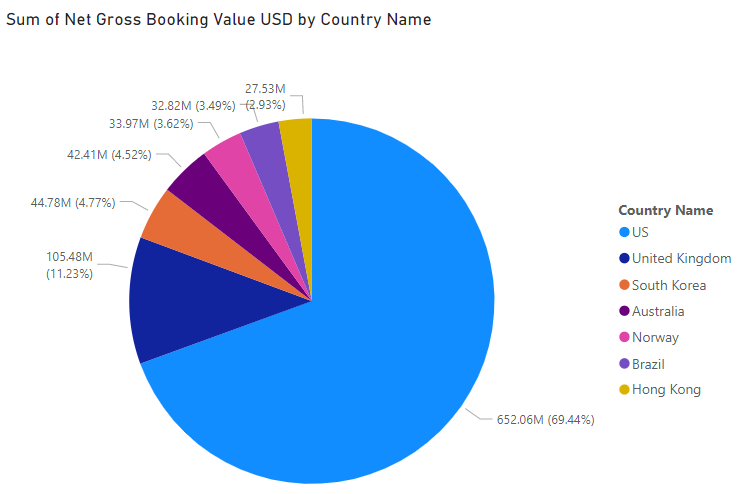 Sum of Net Gross Booking Value USD by Country Name
27.53M
(2.93%)
32.82M (3.49%)
33.97M (3.62%)
42.41M (4.52%)
44.78M (4.77%)
105.48M
(11.23%)
652.06M (69.44%)
Country Name
US
United Kingdom
South Korea
Australia
Norway
Brazil
Hong Kong